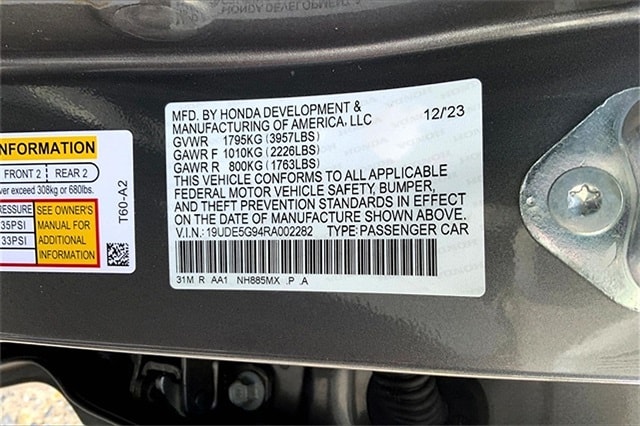 MFD. BY HONDA DEVELOPMENT &
MANUFACTURING OF AMERICA, LLC 12/23
GVWR 1795KG (3957LBS)
GAWR F 1010KG (2226LBS)
GAWR R 800KG (1763LBS)
THIS VEHICLE CONFORMS TO ALL APPLICABLE
FEDERAL MOTOR VEHICLE SAFETY, BUMPER,
AND THEFT PREVENTION STANDARDS IN EFFECT
ON THE DATE OF MANUFACTURE SHOWN ABOVE.
V.I.N.: 19UDE5G94RA002282 TYPE: PASSENGER CAR
31M R AA1 NH885MX .P .A
INFORMATION
FRONT 2 REAR 2
ver exceed 308kg or 680lbs.
PRESSURE
35PSI
33PSI
SEE OWNER'S
MANUAL FOR
ADDITIONAL
INFORMATION
T60-A2